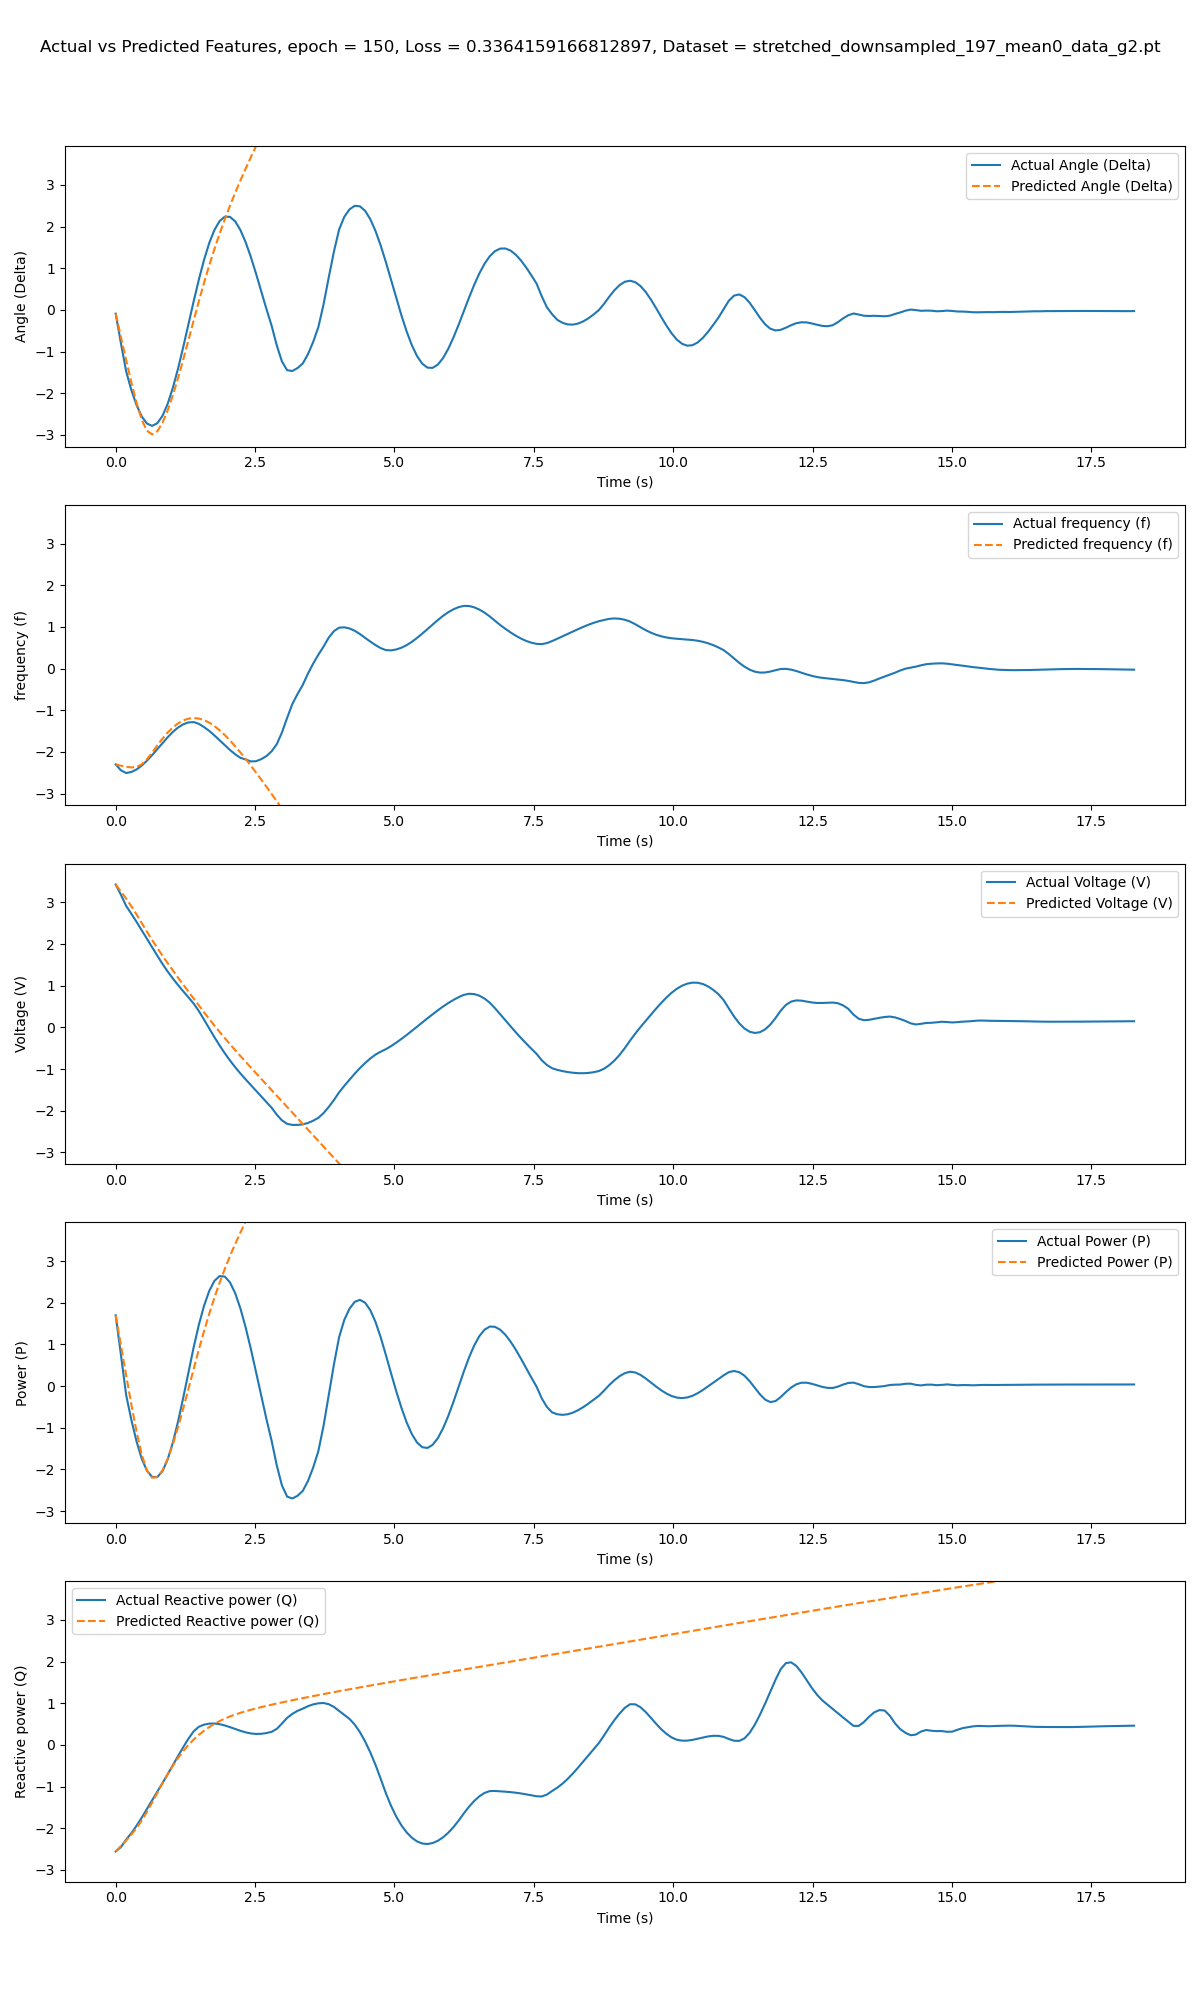 Actual vs Predicted Features, epoch = 150, Loss = 0.3364159166812897, Dataset = stretched_downsampled_197_mean0_data_g2.pt
Angle (Delta)
3
2
1
0
−1
−2
−3
Actual Angle (Delta)
Predicted Angle (Delta)
0.0 2.5 5.0 7.5 10.0 12.5 15.0 17.5
Time (s)
frequency (f)
3
2
1
0
−1
−2
−3
Actual frequency (f)
Predicted frequency (f)
0.0 2.5 5.0 7.5 10.0 12.5 15.0 17.5
Time (s)
Voltage (V)
3
2
1
0
−1
−2
−3
Actual Voltage (V)
Predicted Voltage (V)
0.0 2.5 5.0 7.5 10.0 12.5 15.0 17.5
Time (s)
Power (P)
3
2
1
0
−1
−2
−3
Actual Power (P)
Predicted Power (P)
0.0 2.5 5.0 7.5 10.0 12.5 15.0 17.5
Time (s)
Reactive power (Q)
3
2
1
0
−1
−2
−3
Actual Reactive power (Q)
Predicted Reactive power (Q)
0.0 2.5 5.0 7.5 10.0 12.5 15.0 17.5
Time (s)